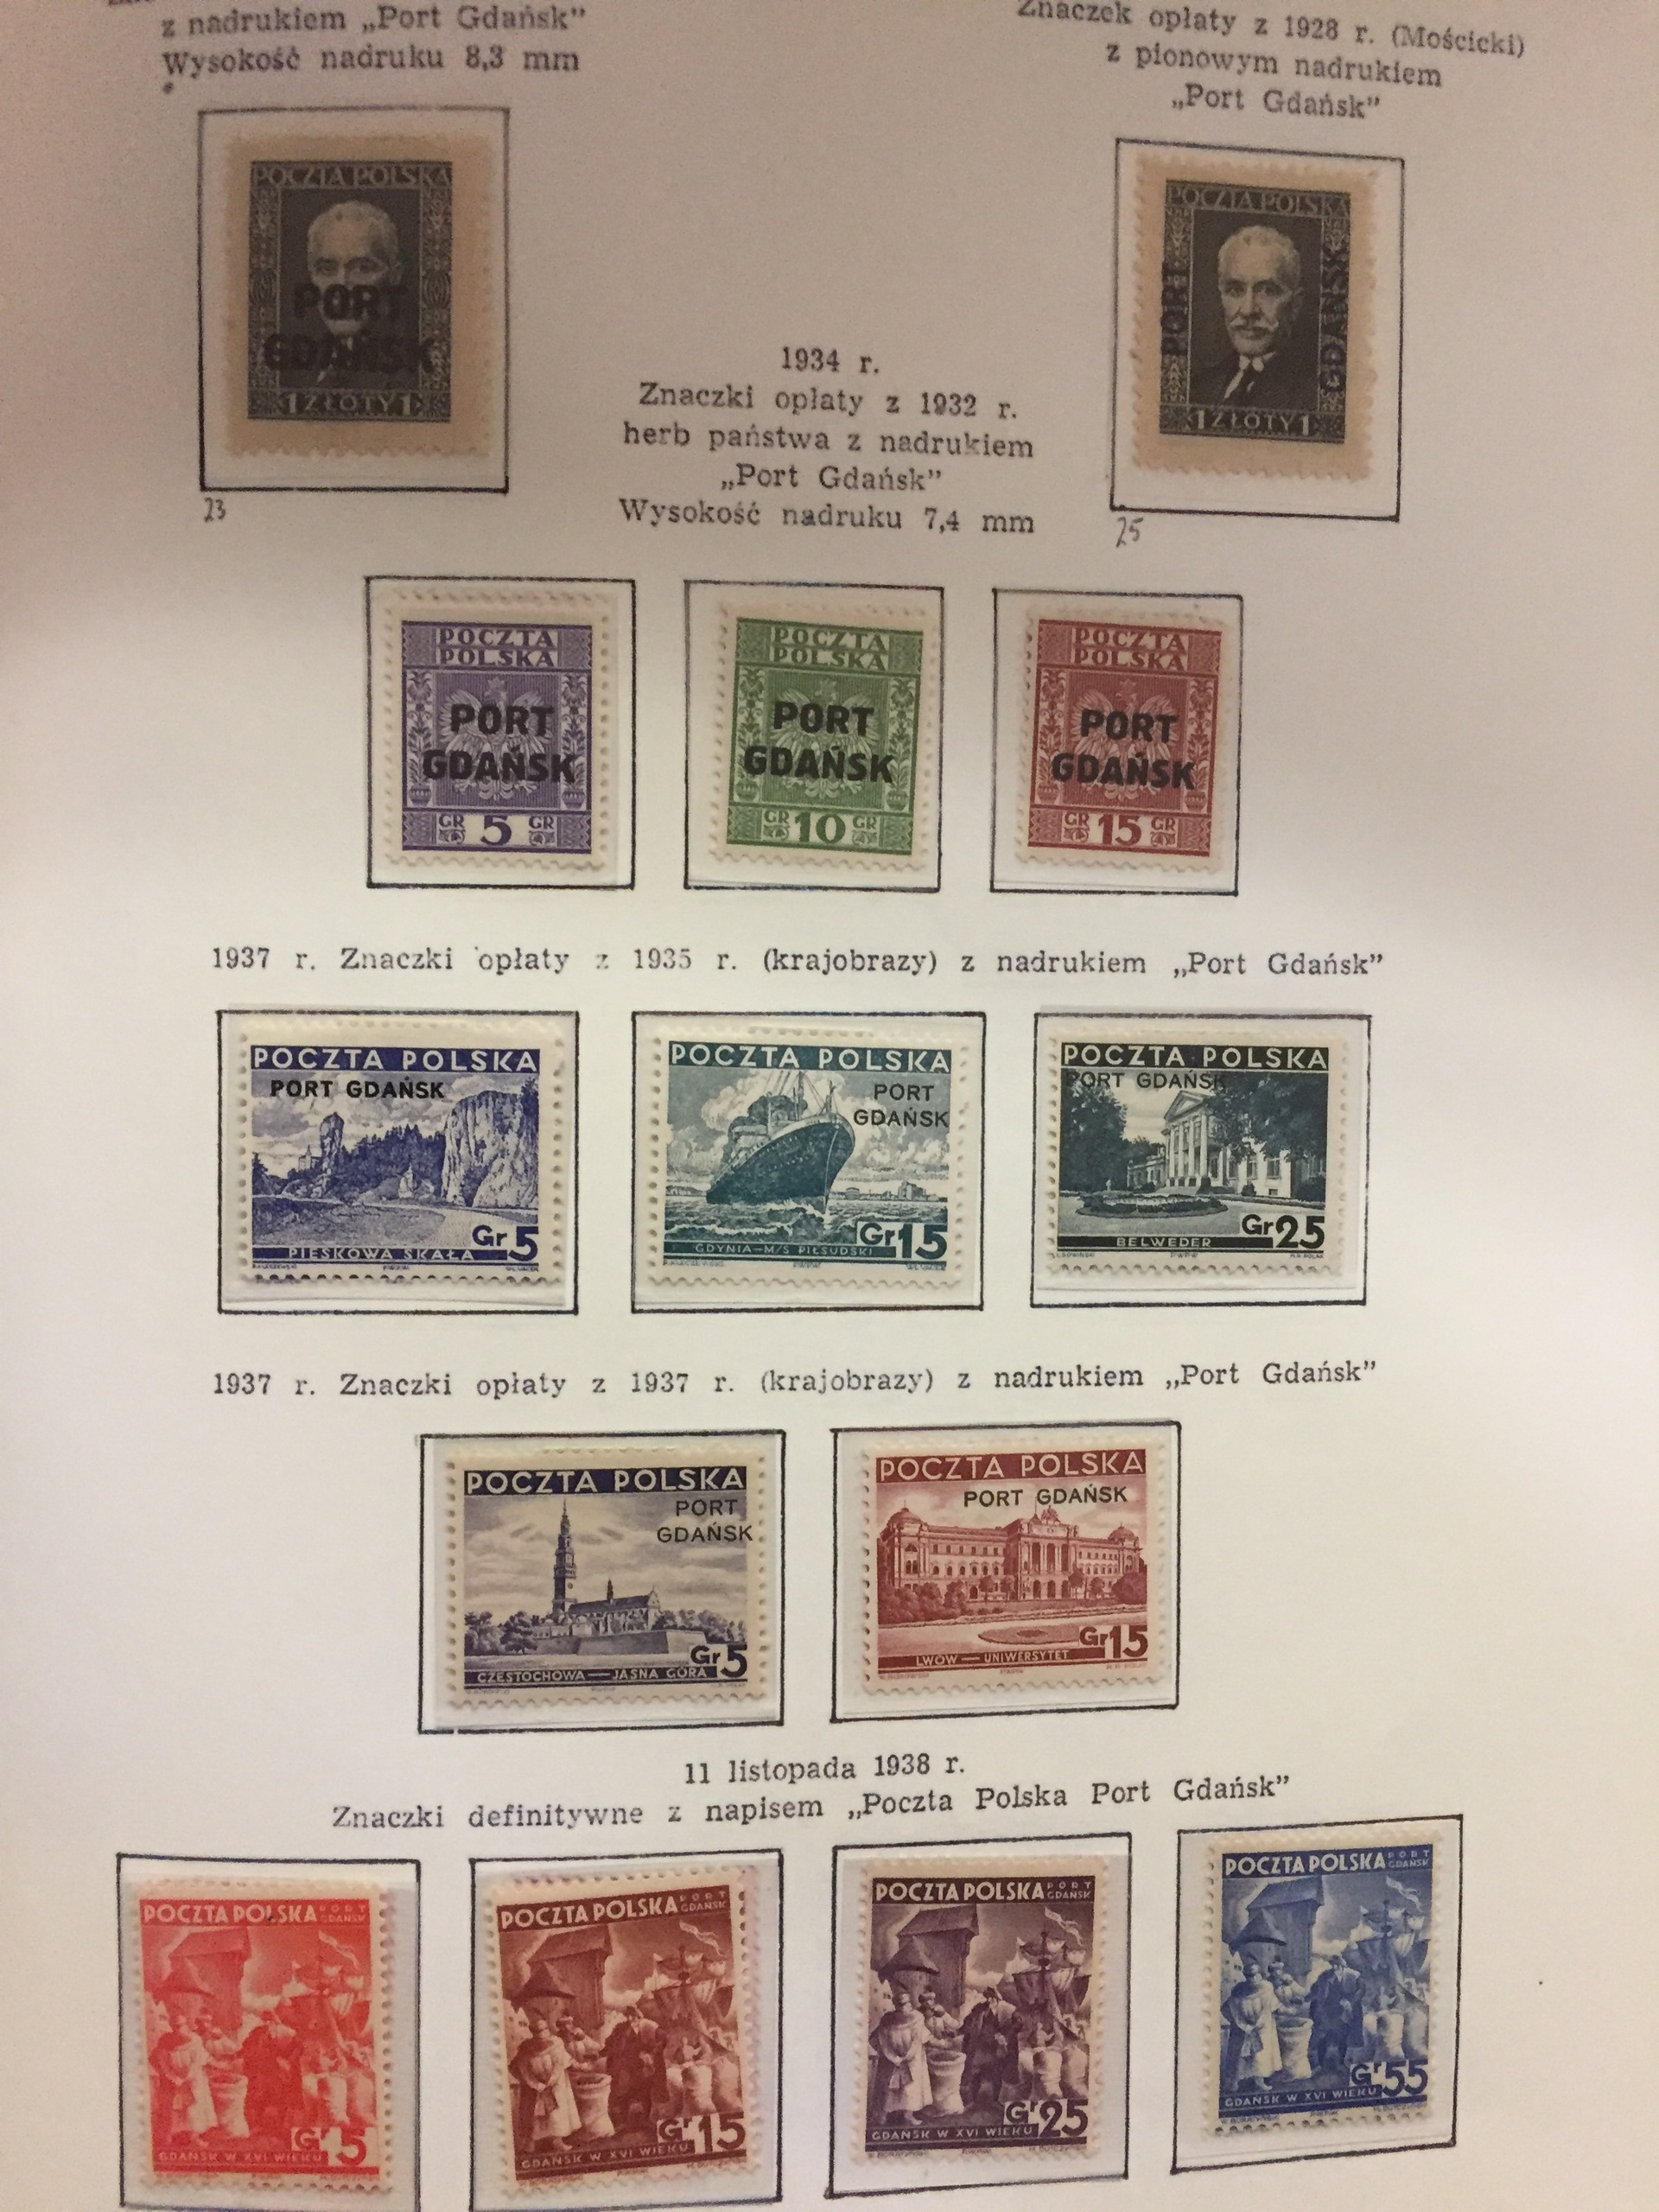 z nadrukiem „Port Gdańsk”
Wysokość nadruku 8,3 mm
Znaczek opłaty z 1928 r. (Mościcki)
z pionowym nadrukiem
„Port Gdańsk”
POCZTA POLSKA
PORT
GDAŃSK
1 ZŁOTY 1
23
POCZTA POLSKA
PORT
GDAŃSK
1 ZŁOTY 1
25
1934 r.
Znaczki opłaty z 1932 r.
herb państwa z nadrukiem
„Port Gdańsk”
Wysokość nadruku 7,4 mm
POCZTA
POLSKA
PORT
GDAŃSK
GR 5 GR
POCZTA
POLSKA
PORT
GDAŃSK
GR 10 GR
POCZTA
POLSKA
PORT
GDAŃSK
GR 15 GR
1937 r. Znaczki opłaty z 1935 r. (krajobrazy) z nadrukiem „Port Gdańsk”
POCZTA POLSKA
PORT GDAŃSK
Gr 5
PIESKOWA SKAŁA
POCZTA POLSKA
PORT
GDAŃSK
Gr 15
GDYNIA—M/S PIŁSUDSKI
POCZTA POLSKA
PORT GDAŃSK
Gr 25
BELWEDER
1937 r. Znaczki opłaty z 1937 r. (krajobrazy) z nadrukiem „Port Gdańsk”
POCZTA POLSKA
PORT
GDAŃSK
Gr 5
CZĘSTOCHOWA — JASNA GÓRA
POCZTA POLSKA
PORT GDAŃSK
Gr 15
LWÓW — UNIWERSYTET
11 listopada 1938 r.
Znaczki definitywne z napisem „Poczta Polska Port Gdańsk”
POCZTA POLSKA PORT GDAŃSK
Gr 15
GDAŃSK W XVI WIEKU
POCZTA POLSKA PORT GDAŃSK
Gr 15
GDAŃSK W XVI WIEKU
POCZTA POLSKA PORT GDAŃSK
Gr 25
GDAŃSK W XVI WIEKU
POCZTA POLSKA PORT GDAŃSK
Gr 55
GDAŃSK W XVI WIEKU